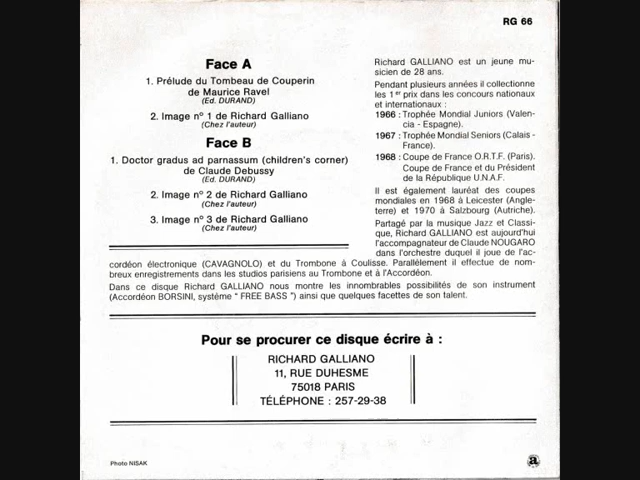 RG 66
Face A
1. Prélude du Tombeau de Couperin
de Maurice Ravel
(Ed. DURAND)
2. Image nº 1 de Richard Galliano
(Chez l'auteur)
Face B
1. Doctor gradus ad parnassum (children's corner)
de Claude Debussy
(Ed. DURAND)
2. Image nº 2 de Richard Galliano
(Chez l'auteur)
3. Image nº 3 de Richard Galliano
(Chez l'auteur)
Richard GALLIANO est un jeune mu-
sicien de 28 ans.
Pendant plusieurs années il collectionne
les 1er prix dans les concours nationaux
et internationaux :
1966 : Trophée Mondial Juniors (Valen-
cia - Espagne).
1967 : Trophée Mondial Seniors (Calais -
France).
1968 : Coupe de France O.R.T.F. (Paris).
Coupe de France et du Président
de la République U.N.A.F.
Il est également lauréat des coupes
mondiales en 1968 à Leicester (Angle-
terre) et 1970 à Salzbourg (Autriche).
Partagé par la musique Jazz et Classi-
que, Richard GALLIANO est aujourd'hui
l'accompagnateur de Claude NOUGARO
dans l'orchestre duquel il joue de l'ac-
cordéon électronique (CAVAGNOLO) et du Trombone à Coulisse. Parallèlement il effectue de nom-
breux enregistrements dans les studios parisiens au Trombone et à l'Accordéon.
Dans ce disque Richard GALLIANO nous montre les innombrables possibilités de son instrument
(Accordéon BORSINI, système " FREE BASS ") ainsi que quelques facettes de son talent.
Pour se procurer ce disque écrire à :
RICHARD GALLIANO
11, RUE DUHESME
75018 PARIS
TÉLÉPHONE : 257-29-38
Photo NISAK
a